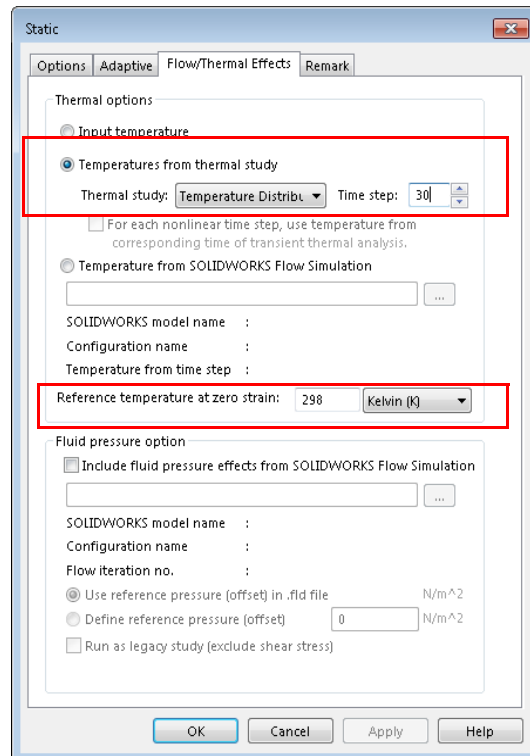 Static
Options Adaptive Flow/Thermal Effects Remark
Thermal options
Input temperature
Temperatures from thermal study
Thermal study: Temperature Distribu Time step: 30
For each nonlinear time step, use temperature from
corresponding time of transient thermal analysis.
Temperature from SOLIDWORKS Flow Simulation
...
SOLIDWORKS model name :
Configuration name :
Temperature from time step :
Reference temperature at zero strain: 298 Kelvin (K)
Fluid pressure option
Include fluid pressure effects from SOLIDWORKS Flow Simulation
...
SOLIDWORKS model name :
Configuration name :
Flow iteration no. :
Use reference pressure (offset) in .fld file N/m^2
Define reference pressure (offset) 0 N/m^2
Run as legacy study (exclude shear stress)
OK Cancel Apply Help